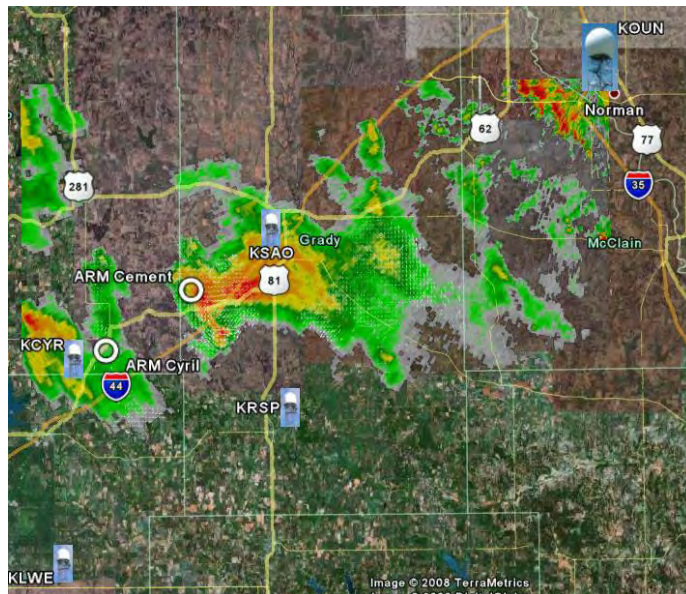 KOUN
Norman
62
77
281
35
KSAO
Grady
McClain
ARM Cement
81
KCYR
ARM Cyril
44
KRSP
KLWE
Image © 2008 TerraMetrics